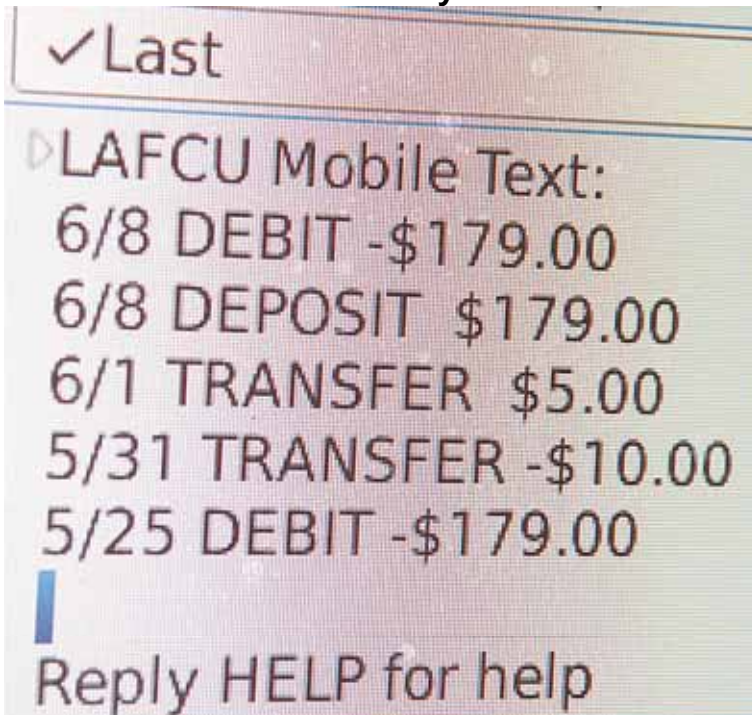 ✓Last
LAFCU Mobile Text:
6/8 DEBIT -$179.00
6/8 DEPOSIT $179.00
6/1 TRANSFER $5.00
5/31 TRANSFER -$10.00
5/25 DEBIT -$179.00
Reply HELP for help